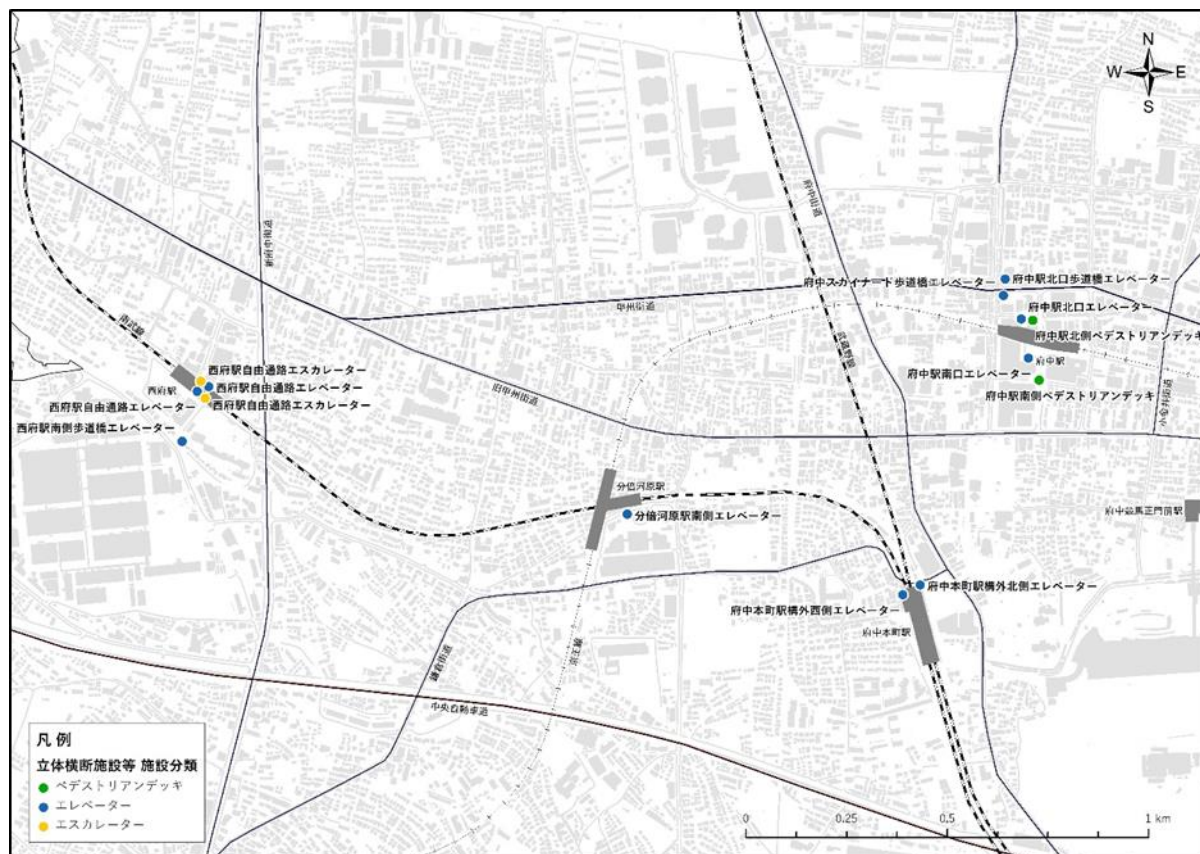 N
W E
S
府中街道
新府中街道
府中スカイナード歩道橋エレベーター
府中駅北口歩道橋エレベーター
甲州街道
府中駅北口エレベーター
南武線
武蔵野線
府中駅北側ペデストリアンデッキ
府中駅
西府駅自由通路エスカレーター
西府駅
西府駅自由通路エレベーター
府中駅南口エレベーター
旧甲州街道
府中駅南側ペデストリアンデッキ
小金井街道
西府駅自由通路エレベーター
西府駅自由通路エスカレーター
西府駅南側歩道橋エレベーター
分倍河原駅
分倍河原駅南側エレベーター
府中競馬正門前駅
府中本町駅構外北側エレベーター
府中本町駅構外西側エレベーター
府中本町駅
鎌倉街道
京王線
中央自動車道
凡例
立体横断施設等 施設分類
ペデストリアンデッキ
エレベーター
エスカレーター
0 0.25 0.5 1 km